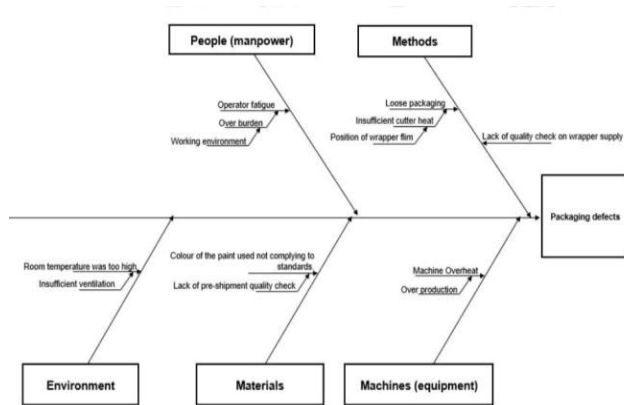 People (manpower)
Methods
Operator fatigue
Over burden
Working environment
Loose packaging
Insufficient cutter heat
Position of wrapper flim
Lack of quality check on wrapper supply
Packaging defects
Room temperature was too high
Insufficient ventilation
Colour of the paint used not complying to
standards
Lack of pre-shipment quality check
Machine Overheat
Over production
Environment
Materials
Machines (equipment)